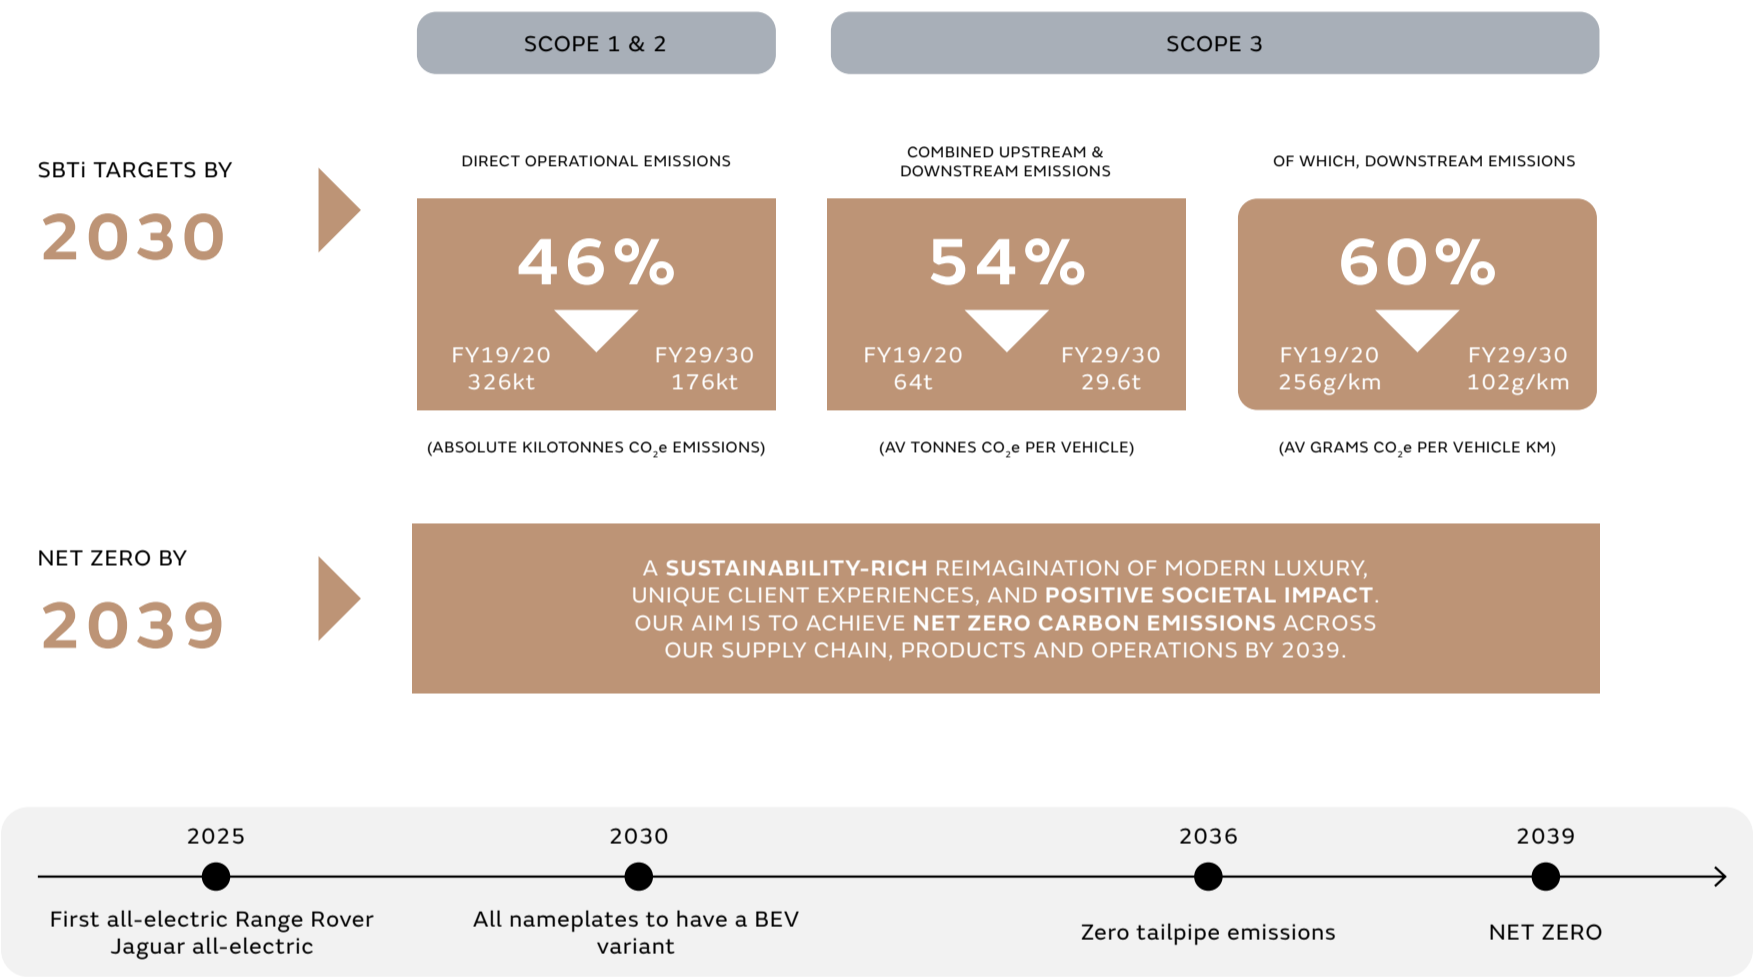 SCOPE 1 & 2
SCOPE 3
SBTi TARGETS BY
2030
DIRECT OPERATIONAL EMISSIONS
46%
FY19/20
326kt
FY29/30
176kt
(ABSOLUTE KILOTONNES CO₂e EMISSIONS)
COMBINED UPSTREAM &
DOWNSTREAM EMISSIONS
54%
FY19/20
64t
FY29/30
29.6t
(AV TONNES CO₂e PER VEHICLE)
OF WHICH, DOWNSTREAM EMISSIONS
60%
FY19/20
256g/km
FY29/30
102g/km
(AV GRAMS CO₂e PER VEHICLE KM)
NET ZERO BY
2039
A SUSTAINABILITY-RICH REIMAGINATION OF MODERN LUXURY,
UNIQUE CLIENT EXPERIENCES, AND POSITIVE SOCIETAL IMPACT.
OUR AIM IS TO ACHIEVE NET ZERO CARBON EMISSIONS ACROSS
OUR SUPPLY CHAIN, PRODUCTS AND OPERATIONS BY 2039.
2025
First all-electric Range Rover
Jaguar all-electric
2030
All nameplates to have a BEV
variant
2036
Zero tailpipe emissions
2039
NET ZERO